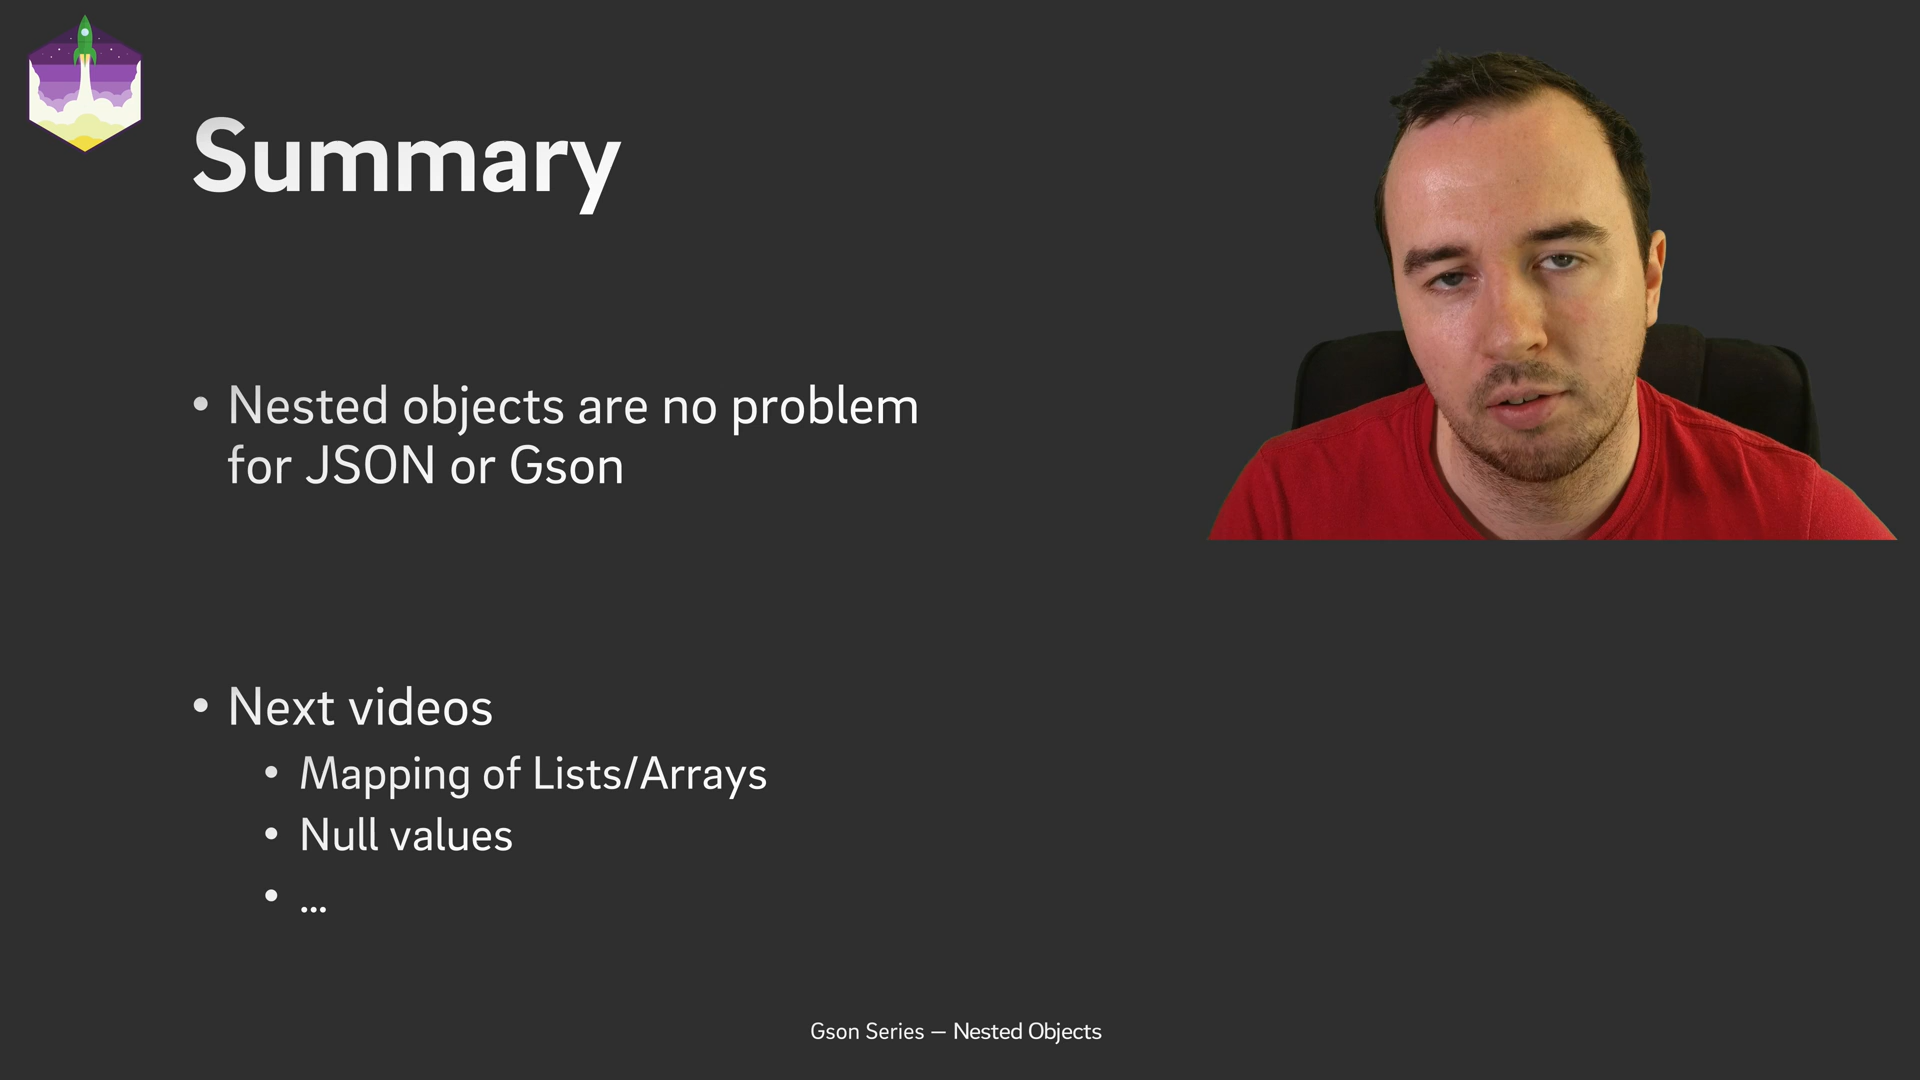 Summary
• Nested objects are no problem
for JSON or Gson
• Next videos
• Mapping of Lists/Arrays
• Null values
• ...
Gson Series — Nested Objects